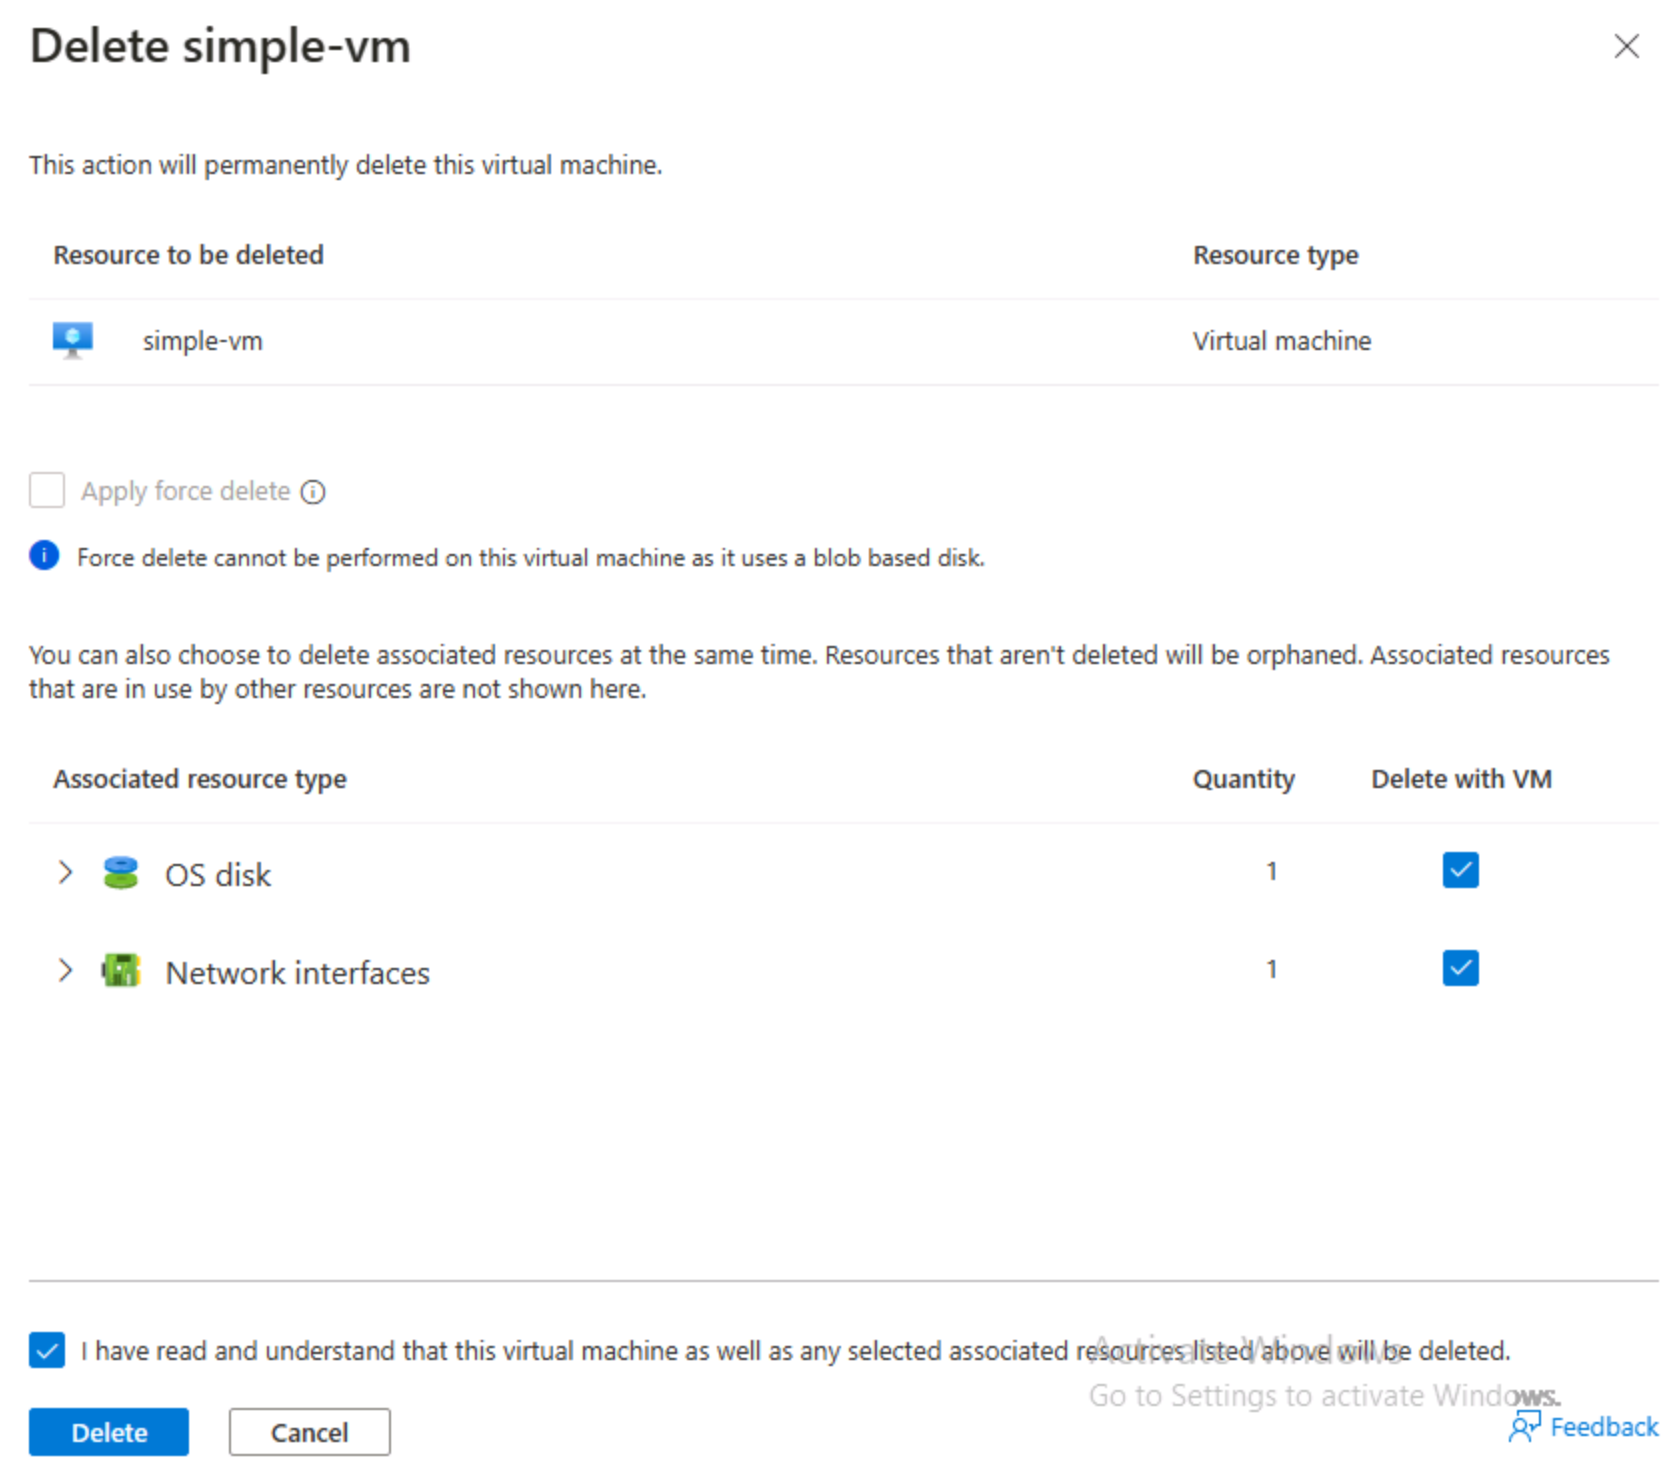 Delete simple-vm
This action will permanently delete this virtual machine.
Resource to be deleted Resource type
simple-vm Virtual machine
Apply force delete
Force delete cannot be performed on this virtual machine as it uses a blob based disk.
You can also choose to delete associated resources at the same time. Resources that aren't deleted will be orphaned. Associated resources
that are in use by other resources are not shown here.
Associated resource type Quantity Delete with VM
OS disk 1
Network interfaces 1
I have read and understand that this virtual machine as well as any selected associated resources listed above will be deleted.
Activate Windows
Go to Settings to activate Windows.
Feedback
Delete Cancel